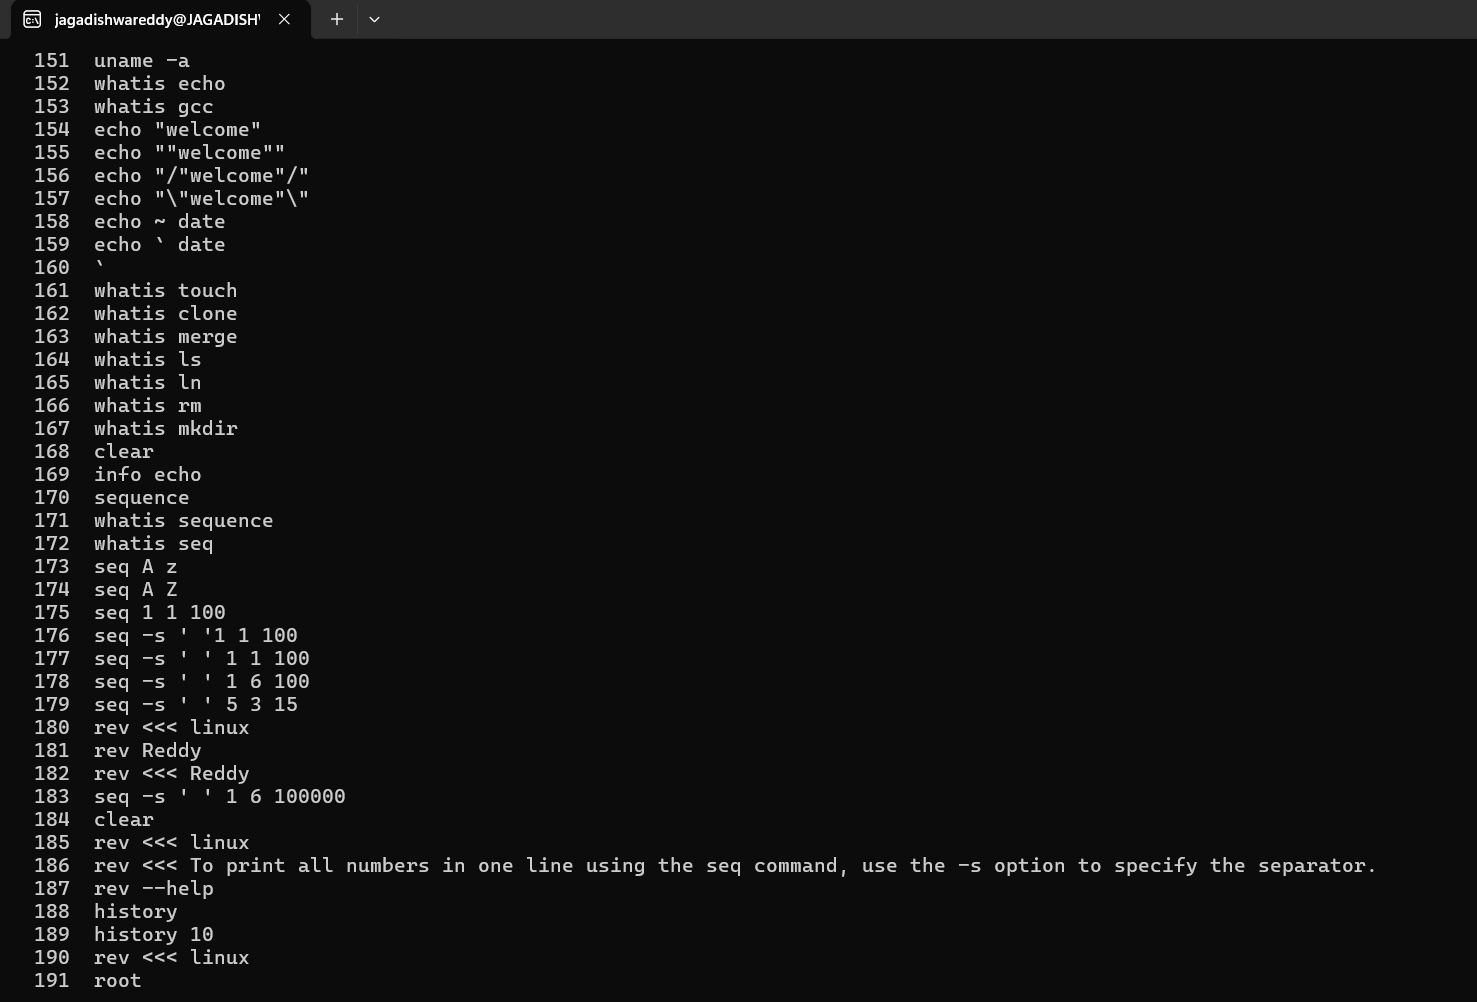 jagadishwareddy@JAGADISH
151 uname -a
152 whatis echo
153 whatis gcc
154 echo "welcome"
155 echo ""welcome""
156 echo "/"welcome"/"
157 echo "\"welcome"\"
158 echo ~ date
159 echo ` date
160 `
161 whatis touch
162 whatis clone
163 whatis merge
164 whatis ls
165 whatis ln
166 whatis rm
167 whatis mkdir
168 clear
169 info echo
170 sequence
171 whatis sequence
172 whatis seq
173 seq A z
174 seq A Z
175 seq 1 1 100
176 seq -s ' '1 1 100
177 seq -s ' ' 1 1 100
178 seq -s ' ' 1 6 100
179 seq -s ' ' 5 3 15
180 rev <<< linux
181 rev Reddy
182 rev <<< Reddy
183 seq -s ' ' 1 6 100000
184 clear
185 rev <<< linux
186 rev <<< To print all numbers in one line using the seq command, use the -s option to specify the separator.
187 rev --help
188 history
189 history 10
190 rev <<< linux
191 root